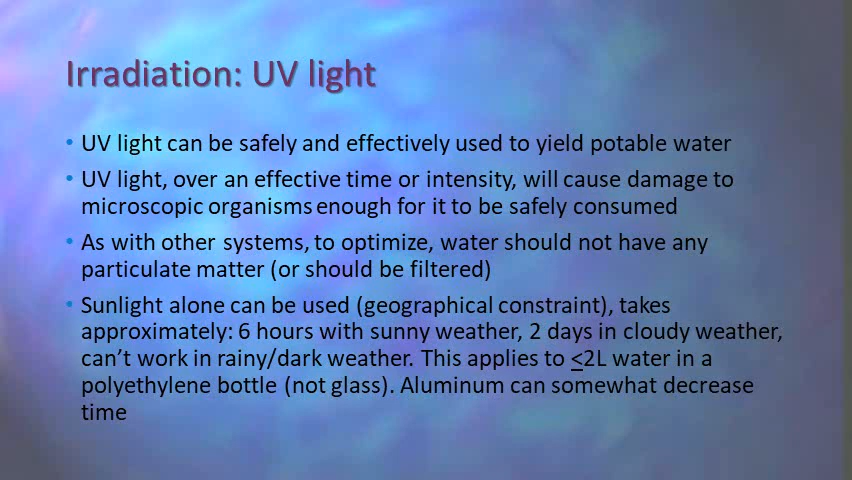 Irradiation: UV light
• UV light can be safely and effectively used to yield potable water
• UV light, over an effective time or intensity, will cause damage to
microscopic organisms enough for it to be safely consumed
• As with other systems, to optimize, water should not have any
particulate matter (or should be filtered)
• Sunlight alone can be used (geographical constraint), takes
approximately: 6 hours with sunny weather, 2 days in cloudy weather,
can’t work in rainy/dark weather. This applies to <2L water in a
polyethylene bottle (not glass). Aluminum can somewhat decrease
time